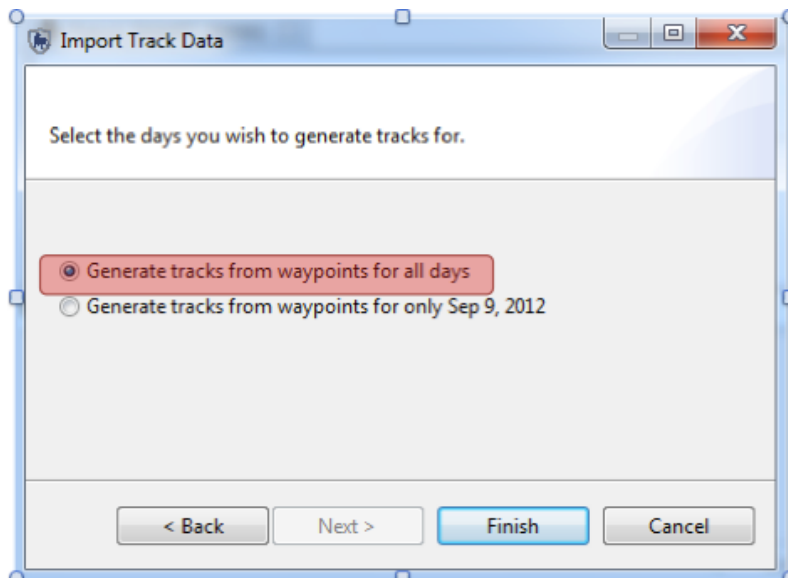 Import Track Data
Select the days you wish to generate tracks for.
Generate tracks from waypoints for all days
Generate tracks from waypoints for only Sep 9, 2012
< Back Next > Finish Cancel